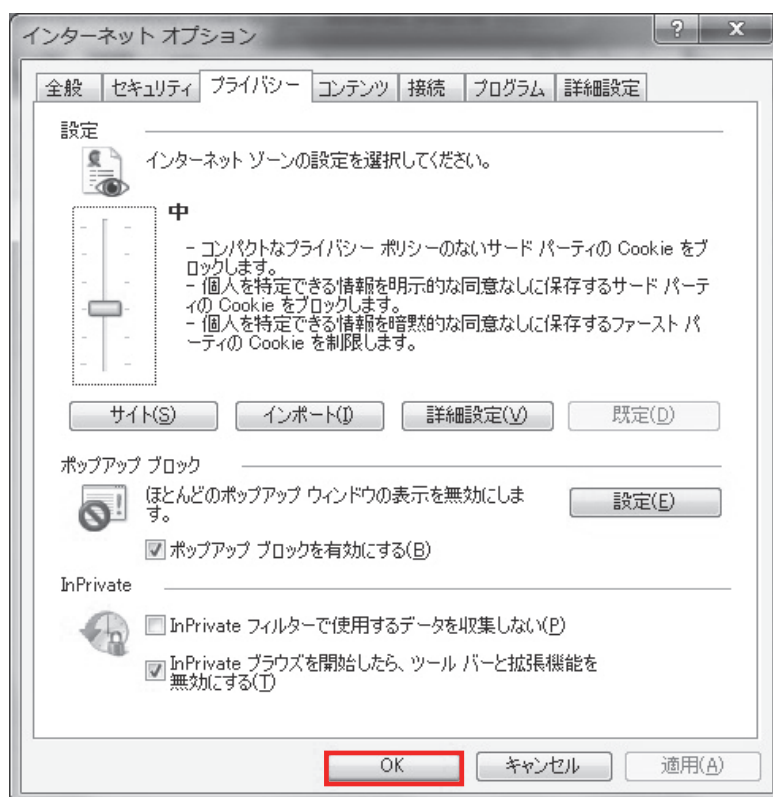 インターネット オプション
? X
全般 セキュリティ プライバシー コンテンツ 接続 プログラム 詳細設定
設定
インターネット ゾーンの設定を選択してください。
中
- コンパクトなプライバシー ポリシーのないサード パーティの Cookie をブ
ロックします。
- 個人を特定できる情報を明示的な同意なしに保存するサード パーテ
ィの Cookie をブロックします。
- 個人を特定できる情報を暗黙的な同意なしに保存するファースト パ
ーティの Cookie を制限します。
サイト(S) インポート(I) 詳細設定(V) 既定(D)
ポップアップ ブロック
ほとんどのポップアップ ウィンドウの表示を無効にしま
す。
設定(E)
ポップアップ ブロックを有効にする(B)
InPrivate
InPrivate フィルターで使用するデータを収集しない(P)
InPrivate ブラウズを開始したら、ツール バーと拡張機能を
無効にする(T)
OK キャンセル 適用(A)